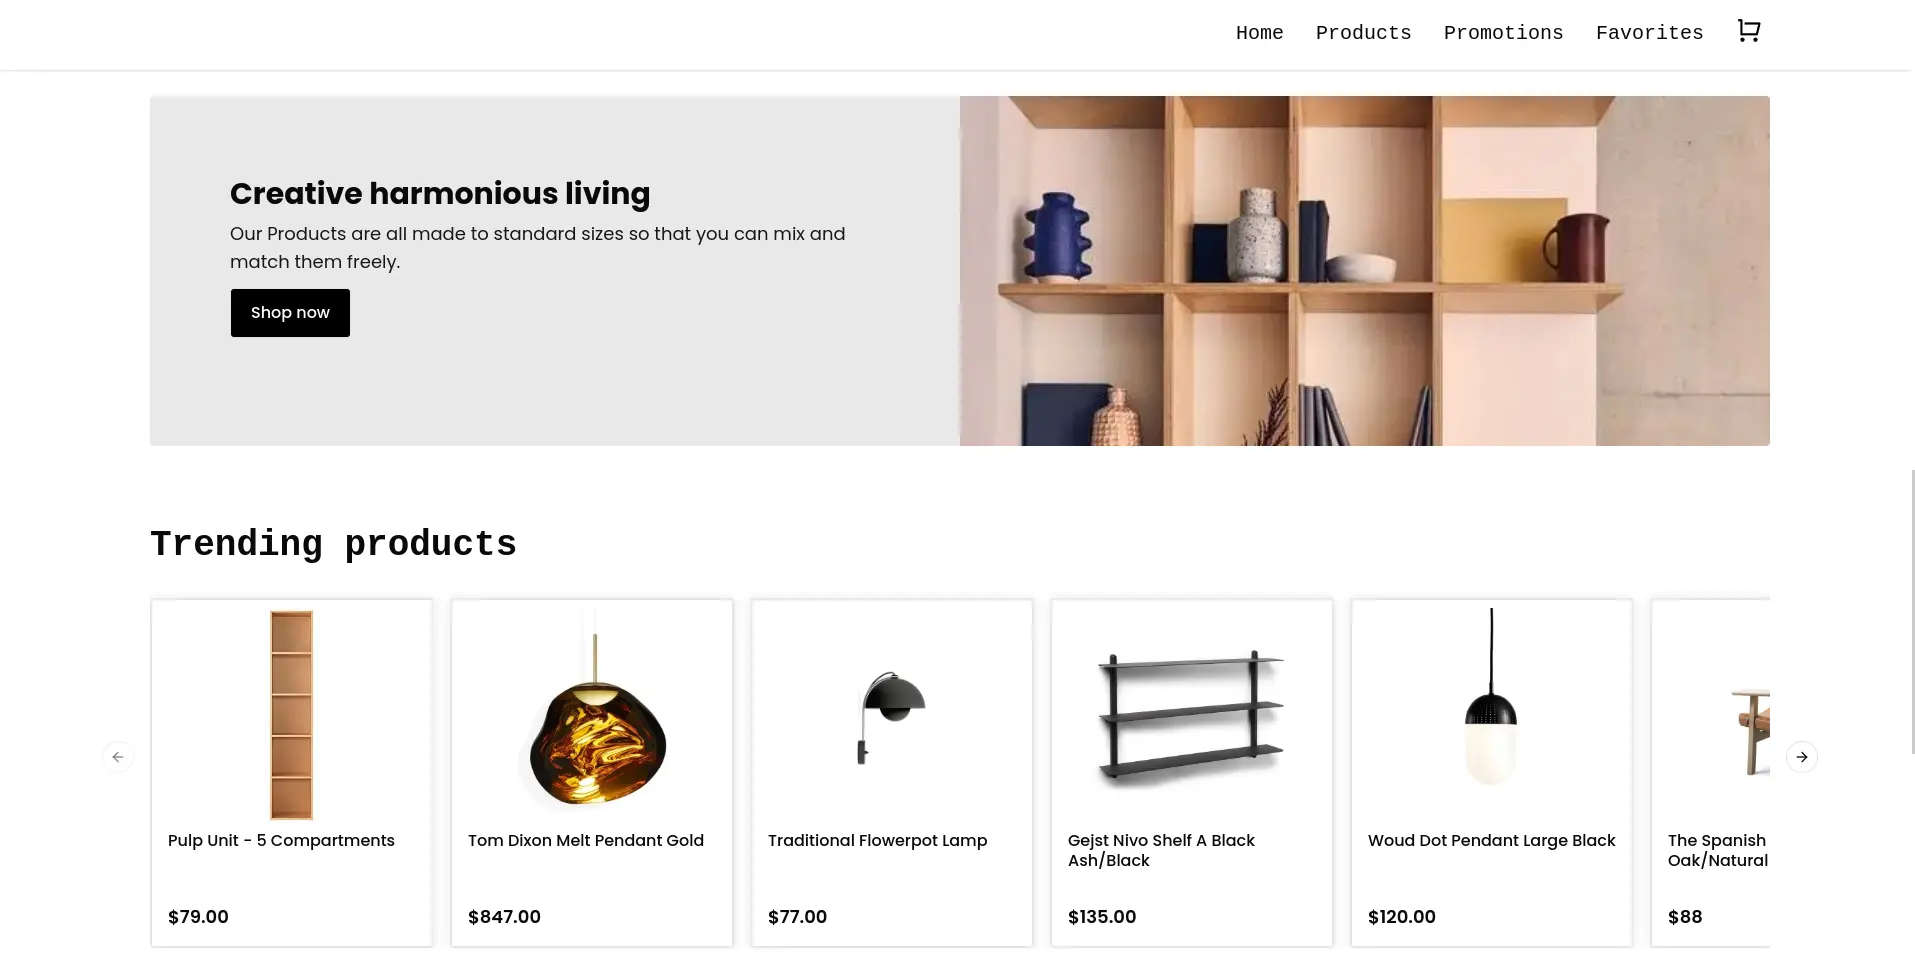 Home Products Promotions Favorites
Creative harmonious living
Our Products are all made to standard sizes so that you can mix and
match them freely.
Shop now
Trending products
Pulp Unit - 5 Compartments
$79.00
Tom Dixon Melt Pendant Gold
$847.00
Traditional Flowerpot Lamp
$77.00
Gejst Nivo Shelf A Black
Ash/Black
$135.00
Woud Dot Pendant Large Black
$120.00
The Spanish
Oak/Natural
$88